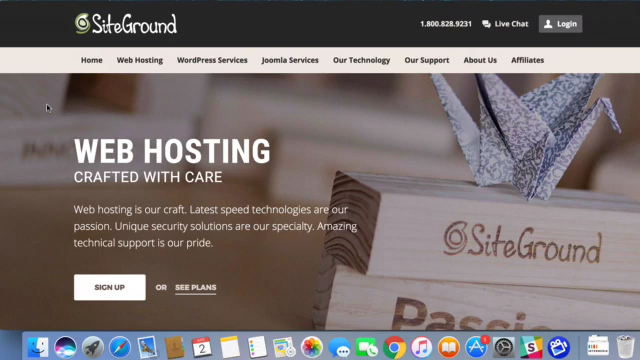 SiteGround
1.800.828.9231 Live Chat Login
Home Web Hosting WordPress Services Joomla Services Our Technology Our Support About Us Affiliates
WEB HOSTING
CRAFTED WITH CARE
Web hosting is our craft. Latest speed technologies are our
passion. Unique security solutions are our specialty. Amazing
technical support is our pride.
SIGN UP OR SEE PLANS
SiteGround
Passi
2
1